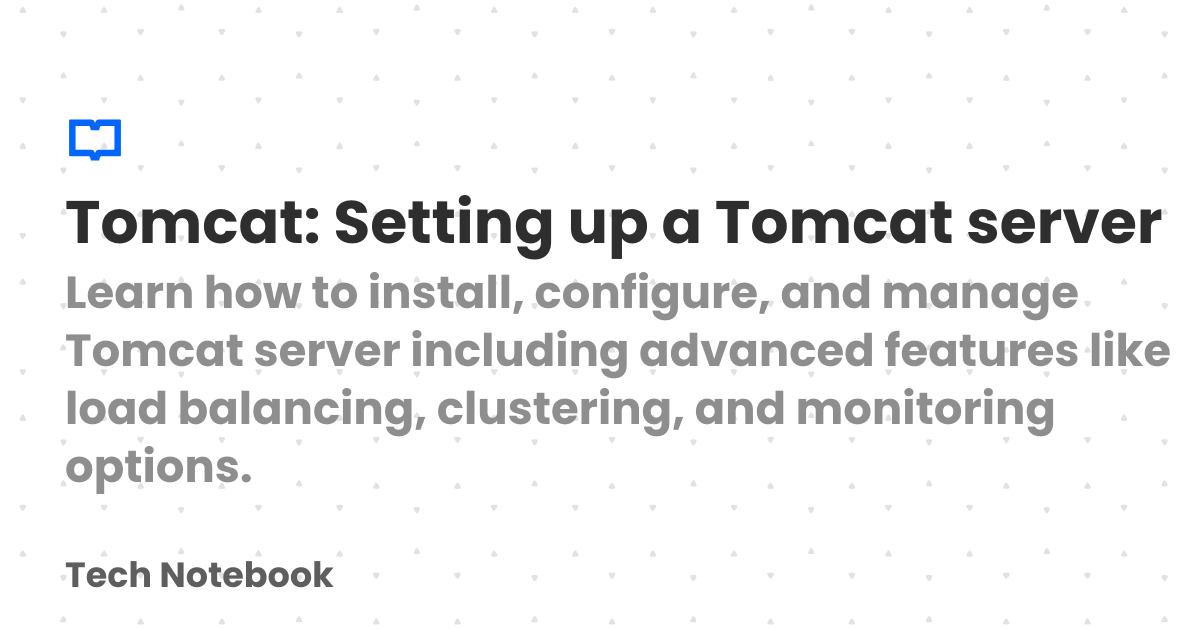 Tomcat: Setting up a Tomcat server
Learn how to install, configure, and manage
Tomcat server including advanced features like
load balancing, clustering, and monitoring
options.
Tech Notebook